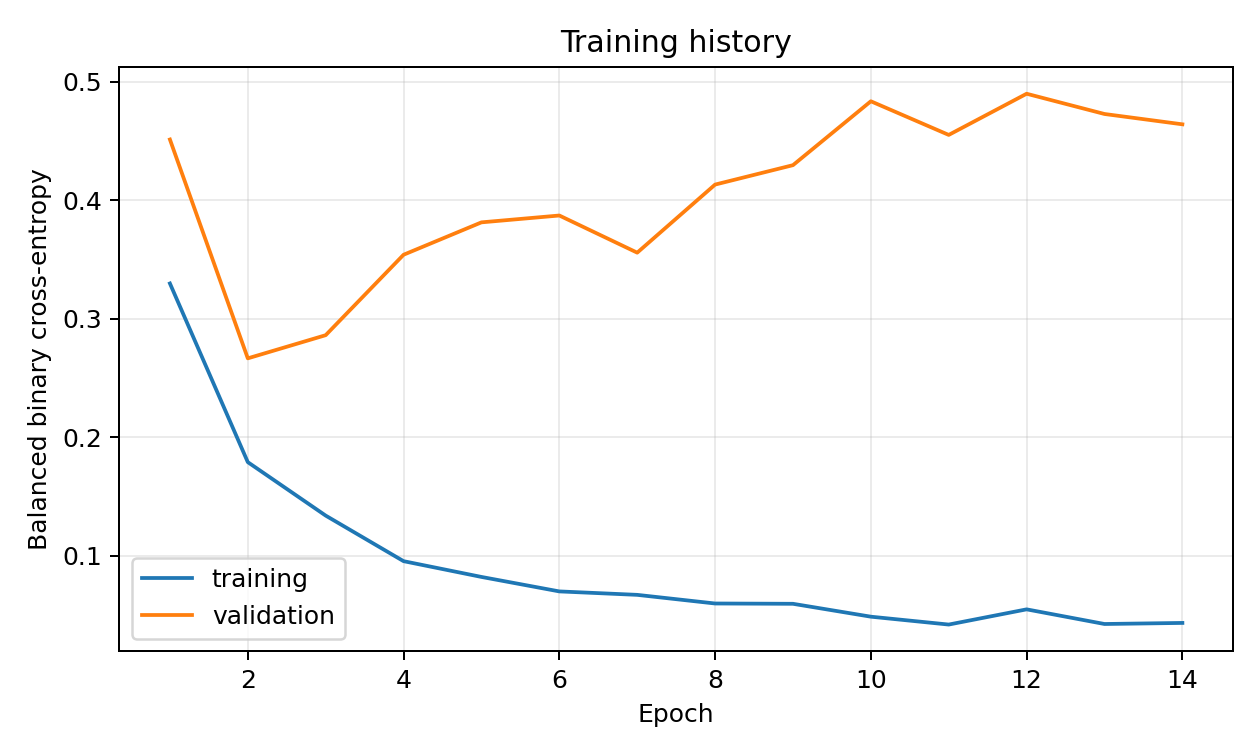 Training history
Balanced binary cross-entropy
0.5
0.4
0.3
0.2
0.1
training
validation
2 4 6 8 10 12 14
Epoch